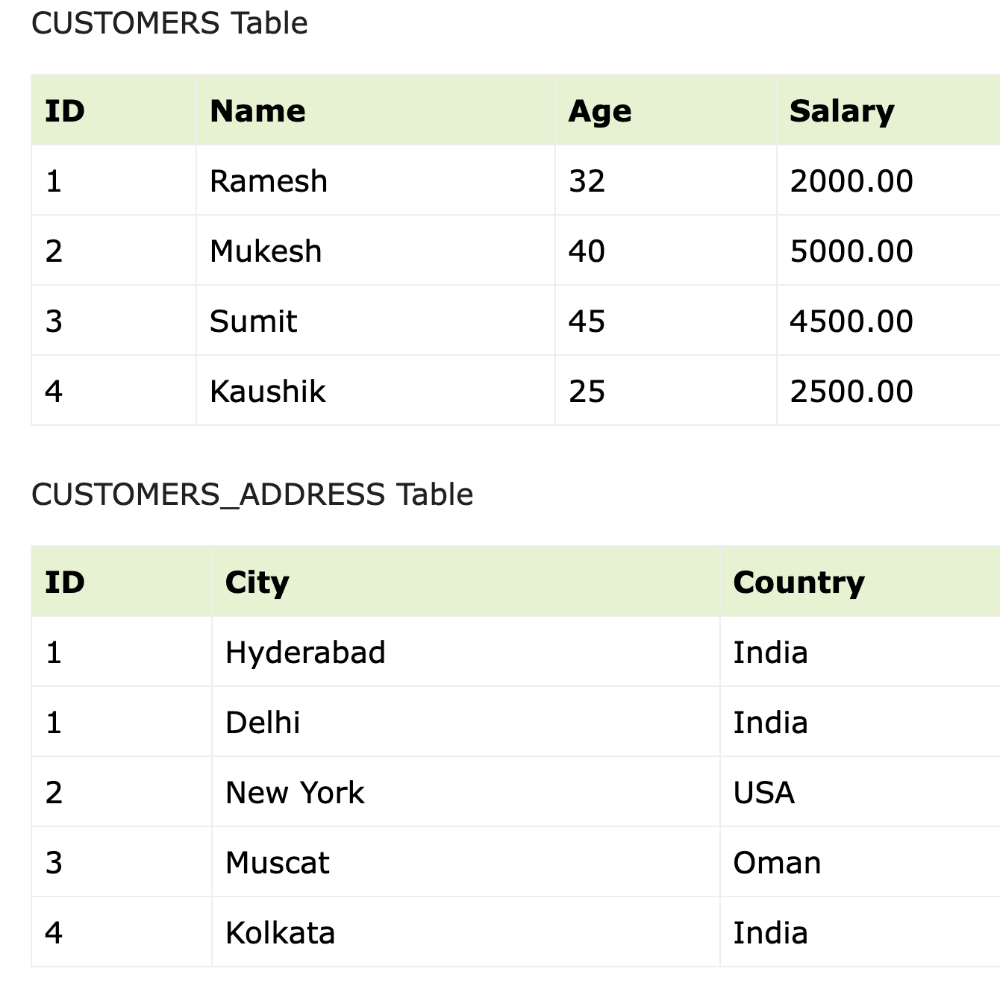 CUSTOMERS Table
ID Name Age Salary
1 Ramesh 32 2000.00
2 Mukesh 40 5000.00
3 Sumit 45 4500.00
4 Kaushik 25 2500.00
CUSTOMERS_ADDRESS Table
ID City Country
1 Hyderabad India
1 Delhi India
2 New York USA
3 Muscat Oman
4 Kolkata India